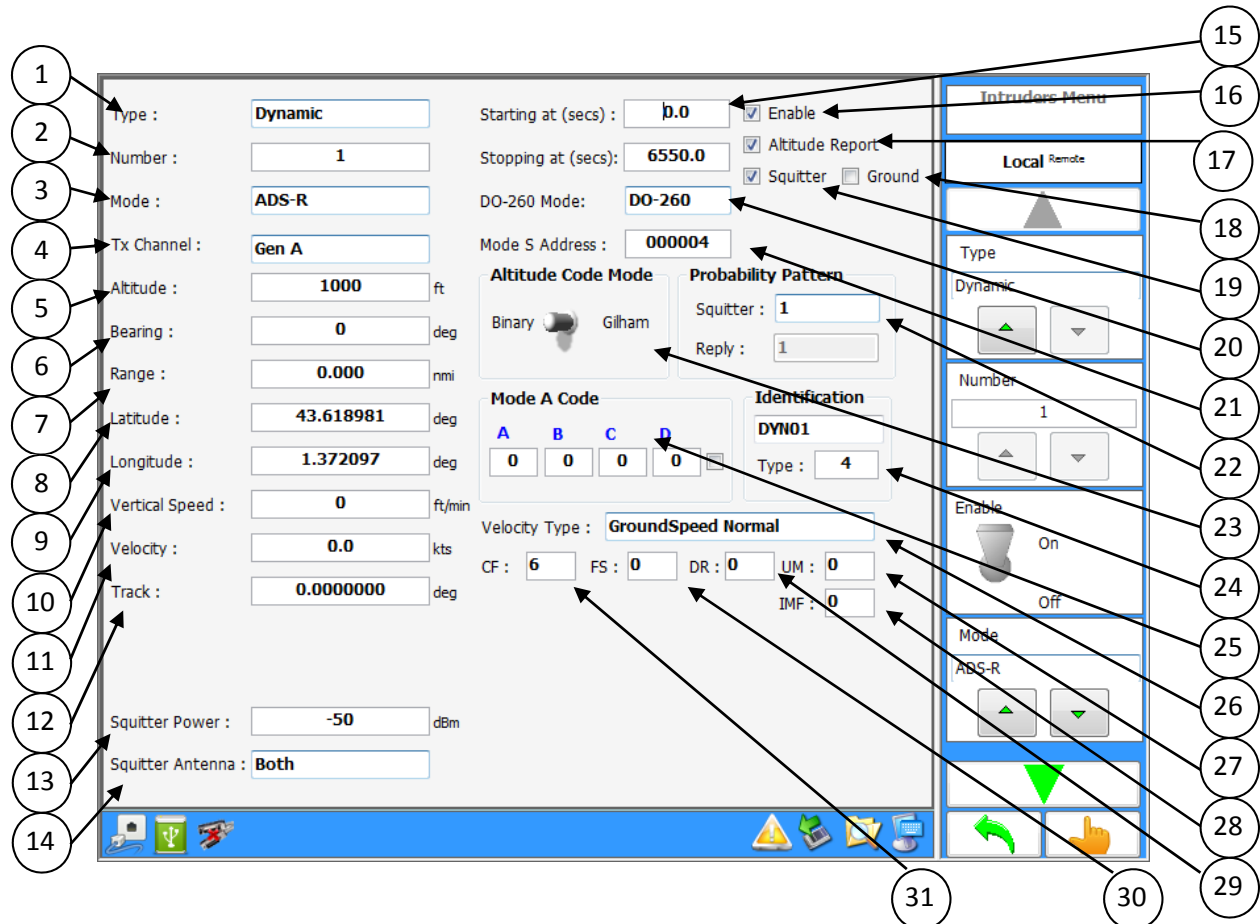 1
2
3
4
5
6
7
8
9
10
11
12
13
14
Type : Dynamic
Number : 1
Mode : ADS-R
Tx Channel : Gen A
Altitude : 1000 ft
Bearing : 0 deg
Range : 0.000 nmi
Latitude : 43.618981 deg
Longitude : 1.372097 deg
Vertical Speed : 0 ft/min
Velocity : 0.0 kts
Track : 0.0000000 deg
Squitter Power : -50 dBm
Squitter Antenna : Both
Starting at (secs) : 0.0 Enable
Stopping at (secs): 6550.0 Altitude Report
Squitter Ground
DO-260 Mode: DO-260
Mode S Address : 000004
Altitude Code Mode
Binary Gilham
Probability Pattern
Squitter : 1
Reply : 1
Mode A Code
A B C D
0 0 0 0
Identification
DYN01
Type : 4
Velocity Type : GroundSpeed Normal
CF : 6 FS : 0 DR : 0 UM : 0
IMF : 0
Intruders Menu
Local Remote
Type
Dynamic
Number
1
Enable
On
Off
Mode
ADS-R
15
16
17
18
19
20
21
22
23
24
25
26
27
28
29
30
31